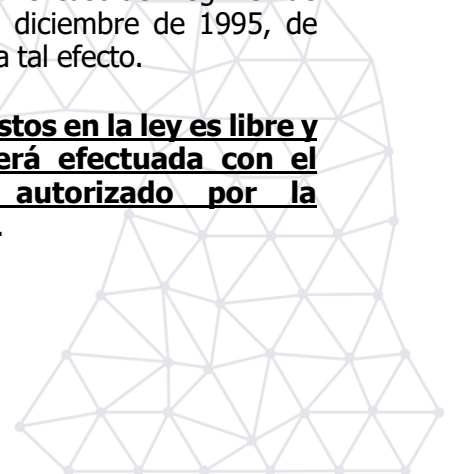 diciembre de 1995, de
a tal efecto.
stos en la ley es libre y
erá efectuada con el
autorizado por la
.